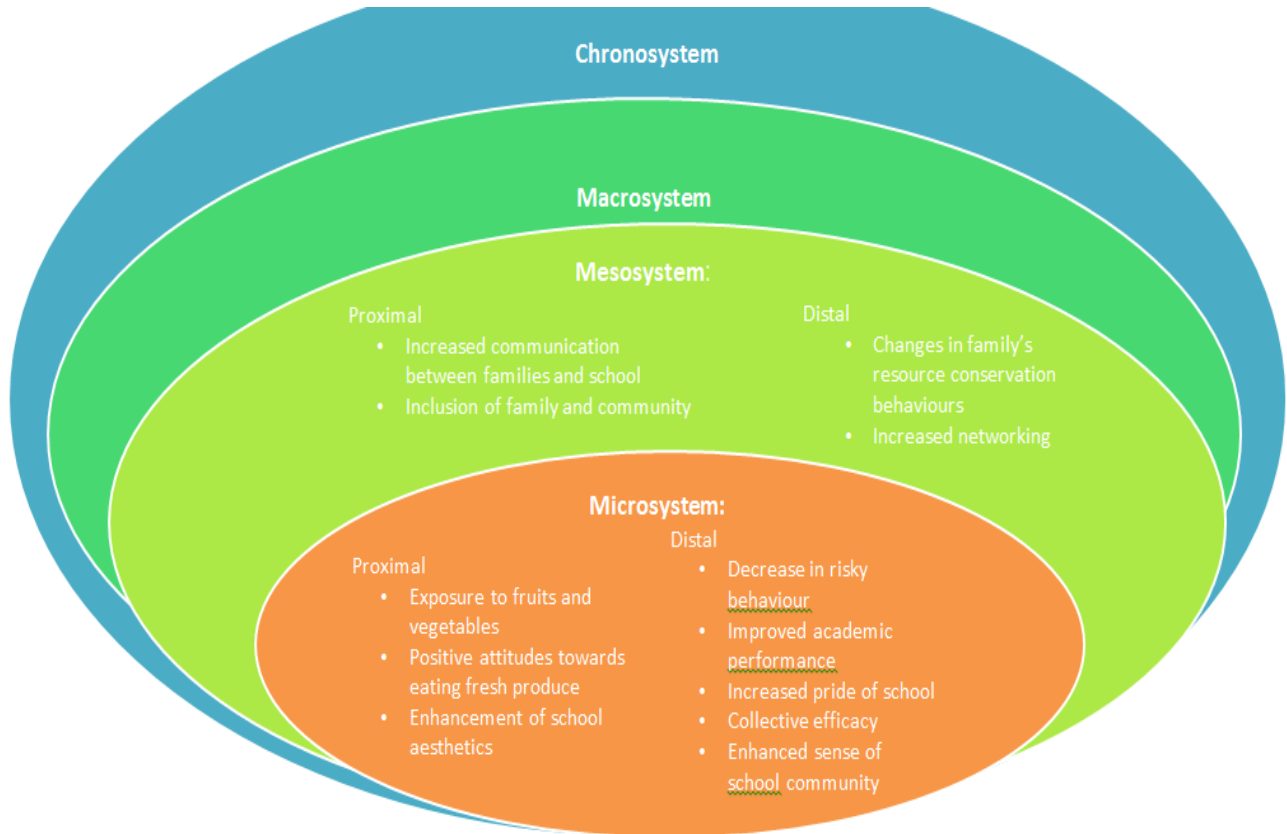 Chronosystem
Macrosystem
Mesosystem:
Proximal
• Increased communication
between families and school
• Inclusion of family and community
Distal
• Changes in family's
resource conservation
behaviours
• Increased networking
Microsystem:
Proximal
• Exposure to fruits and
vegetables
• Positive attitudes towards
eating fresh produce
• Enhancement of school
aesthetics
Distal
• Decrease in risky
behaviour
• Improved academic
performance
• Increased pride of school
• Collective efficacy
• Enhanced sense of
school community